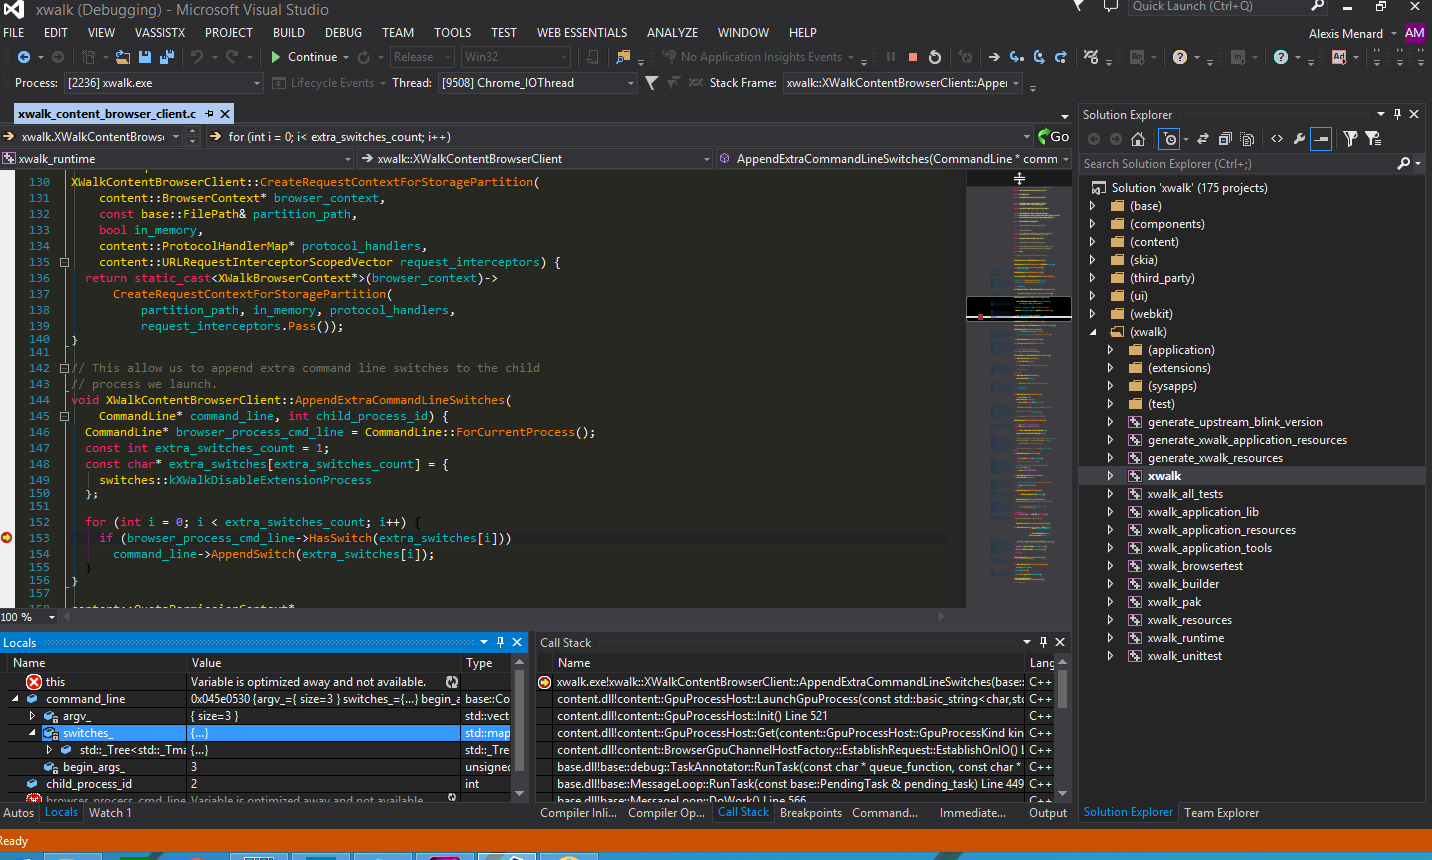 xwalk (Debugging) - Microsoft Visual Studio
Quick Launch (Ctrl+Q)
FILE EDIT VIEW VASSISTX PROJECT BUILD DEBUG TEAM TOOLS TEST WEB ESSENTIALS ANALYZE WINDOW HELP
Alexis Menard AM
Continue Release Win32 No Application Insights Events
Process: [2236] xwalk.exe Lifecycle Events Thread: [9508] Chrome_IOThread Stack Frame: xwalk::XWalkContentBrowserClient::Appe
xwalk_content_browser_client.c
xwalk.XWalkContentBrows for (int i = 0; i< extra_switches_count; i++) Go
xwalk_runtime xwalk::XWalkContentBrowserClient AppendExtraCommandLineSwitches(CommandLine * comm
130 XWalkContentBrowserClient::CreateRequestContextForStoragePartition(
131 content::BrowserContext* browser_context,
132 const base::FilePath& partition_path,
133 bool in_memory,
134 content::ProtocolHandlerMap* protocol_handlers,
135 content::URLRequestInterceptorScopedVector request_interceptors) {
136 return static_cast<XWalkBrowserContext*>(browser_context)->
137 CreateRequestContextForStoragePartition(
138 partition_path, in_memory, protocol_handlers,
139 request_interceptors.Pass());
140 }
141
142 // This allow us to append extra command line switches to the child
143 // process we launch.
144 void XWalkContentBrowserClient::AppendExtraCommandLineSwitches(
145 CommandLine* command_line, int child_process_id) {
146 CommandLine* browser_process_cmd_line = CommandLine::ForCurrentProcess();
147 const int extra_switches_count = 1;
148 const char* extra_switches[extra_switches_count] = {
149 switches::kXWalkDisableExtensionProcess
150 };
151
152 for (int i = 0; i < extra_switches_count; i++) {
153 if (browser_process_cmd_line->HasSwitch(extra_switches[i]))
154 command_line->AppendSwitch(extra_switches[i]);
155 }
156 }
157
158 content::QuotaPermissionContext*
100 %
Locals
Name Value Type
this Variable is optimized away and not available.
command_line 0x045e0530 {argv_={ size=3 } switches_={...} begin_a base::Co
argv_ { size=3 } std::vect
switches_ {...} std::map
std::_Tree<std::_Tma {...} std::_Tre
begin_args_ 3 unsigned
child_process_id 2 int
browser_process_cmd_line Variable is optimized away and not available.
Autos Locals Watch 1
Call Stack
Name Lang
xwalk.exe!xwalk::XWalkContentBrowserClient::AppendExtraCommandLineSwitches(base:: C++
content.dll!content::GpuProcessHost::LaunchGpuProcess(const std::basic_string<char,std C++
content.dll!content::GpuProcessHost::Init() Line 521 C++
content.dll!content::GpuProcessHost::Get(content::GpuProcessHost::GpuProcessKind kin C++
content.dll!content::BrowserGpuChannelHostFactory::EstablishRequest::EstablishOnIO() L C++
base.dll!base::debug::TaskAnnotator::RunTask(const char * queue_function, const char * C++
base.dll!base::MessageLoop::RunTask(const base::PendingTask & pending_task) Line 449 C++
base.dll!base::MessageLoop::DoWork() Line 566 C++
Compiler Inli... Compiler Op... Call Stack Breakpoints Command... Immediate... Output
Solution Explorer
Search Solution Explorer (Ctrl+;)
Solution 'xwalk' (175 projects)
(base)
(components)
(content)
(skia)
(third_party)
(ui)
(webkit)
(xwalk)
(application)
(extensions)
(sysapps)
(test)
generate_upstream_blink_version
generate_xwalk_application_resources
generate_xwalk_resources
xwalk
xwalk_all_tests
xwalk_application_lib
xwalk_application_resources
xwalk_application_tools
xwalk_browsertest
xwalk_builder
xwalk_pak
xwalk_resources
xwalk_runtime
xwalk_unittest
Solution Explorer Team Explorer
Ready